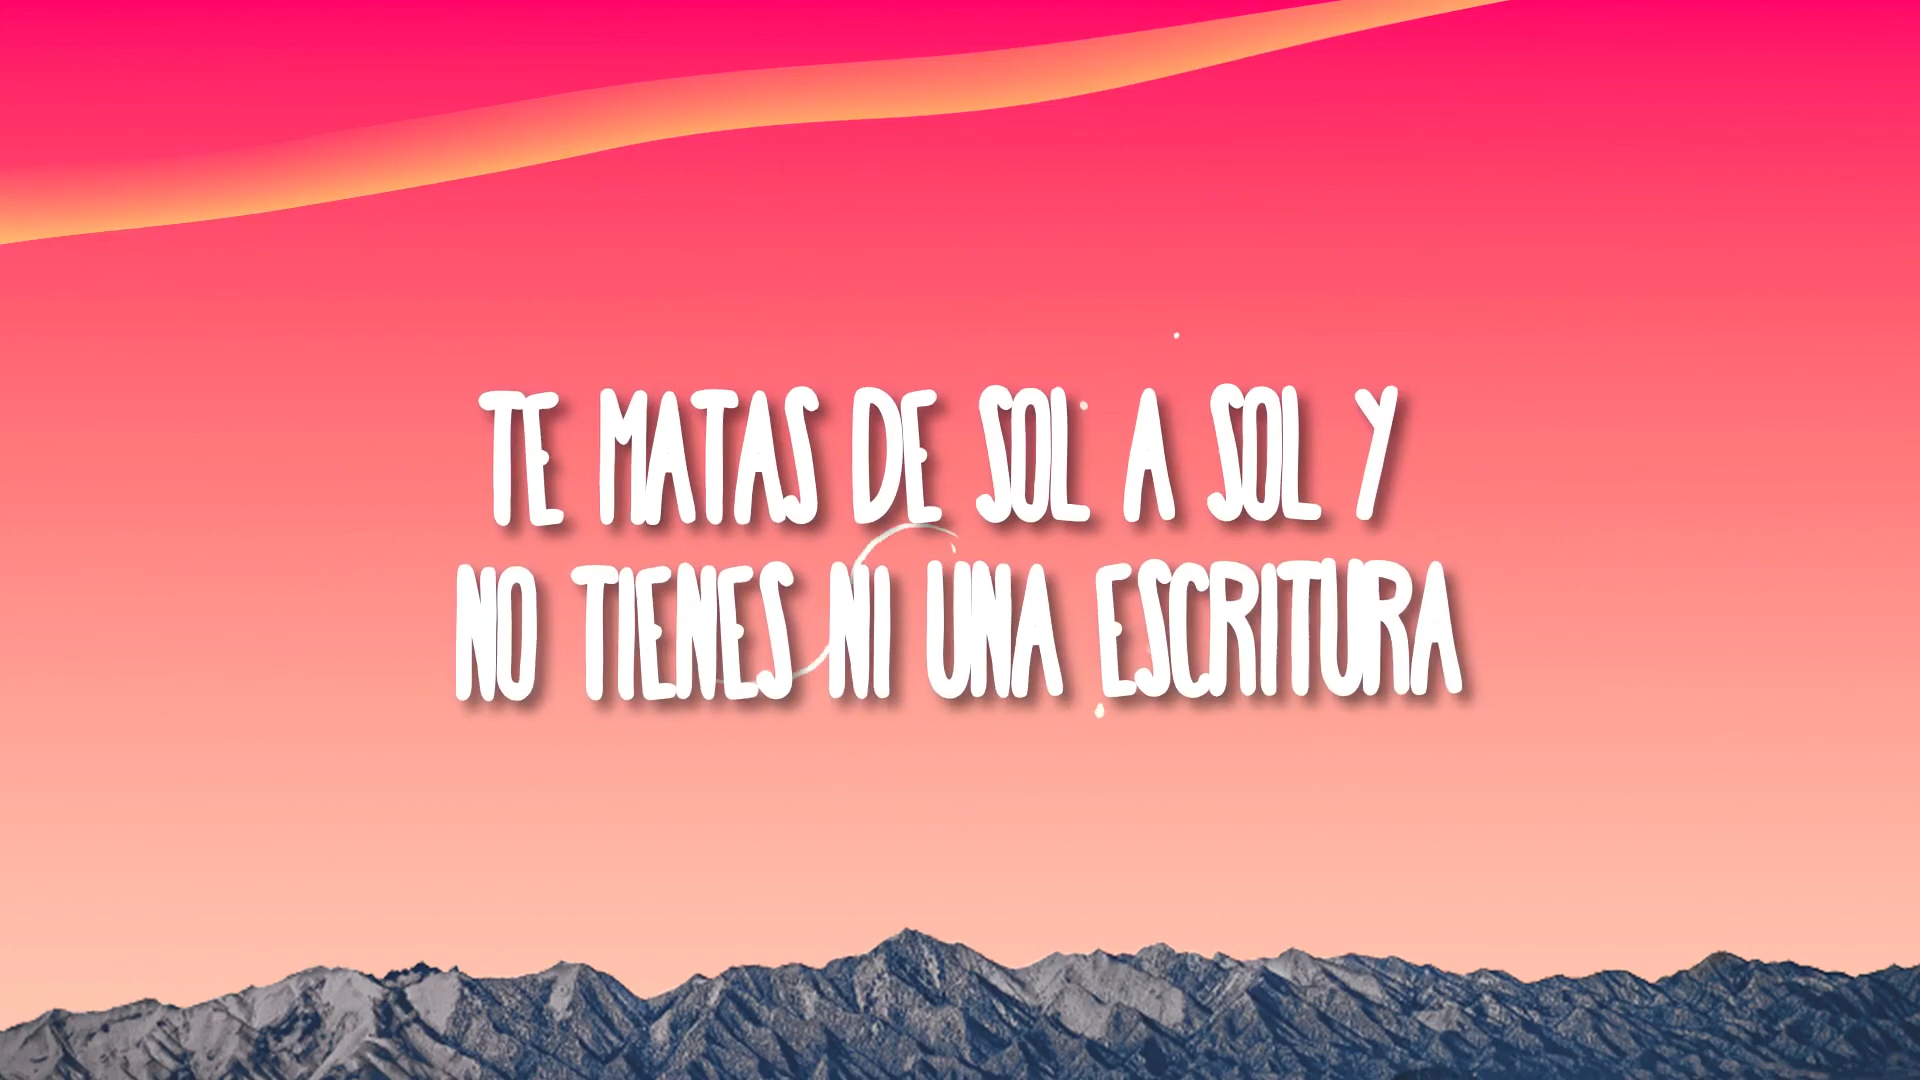 TE MATAS DE SOL A SOL Y
NO TIENES NI UNA ESCRITURA